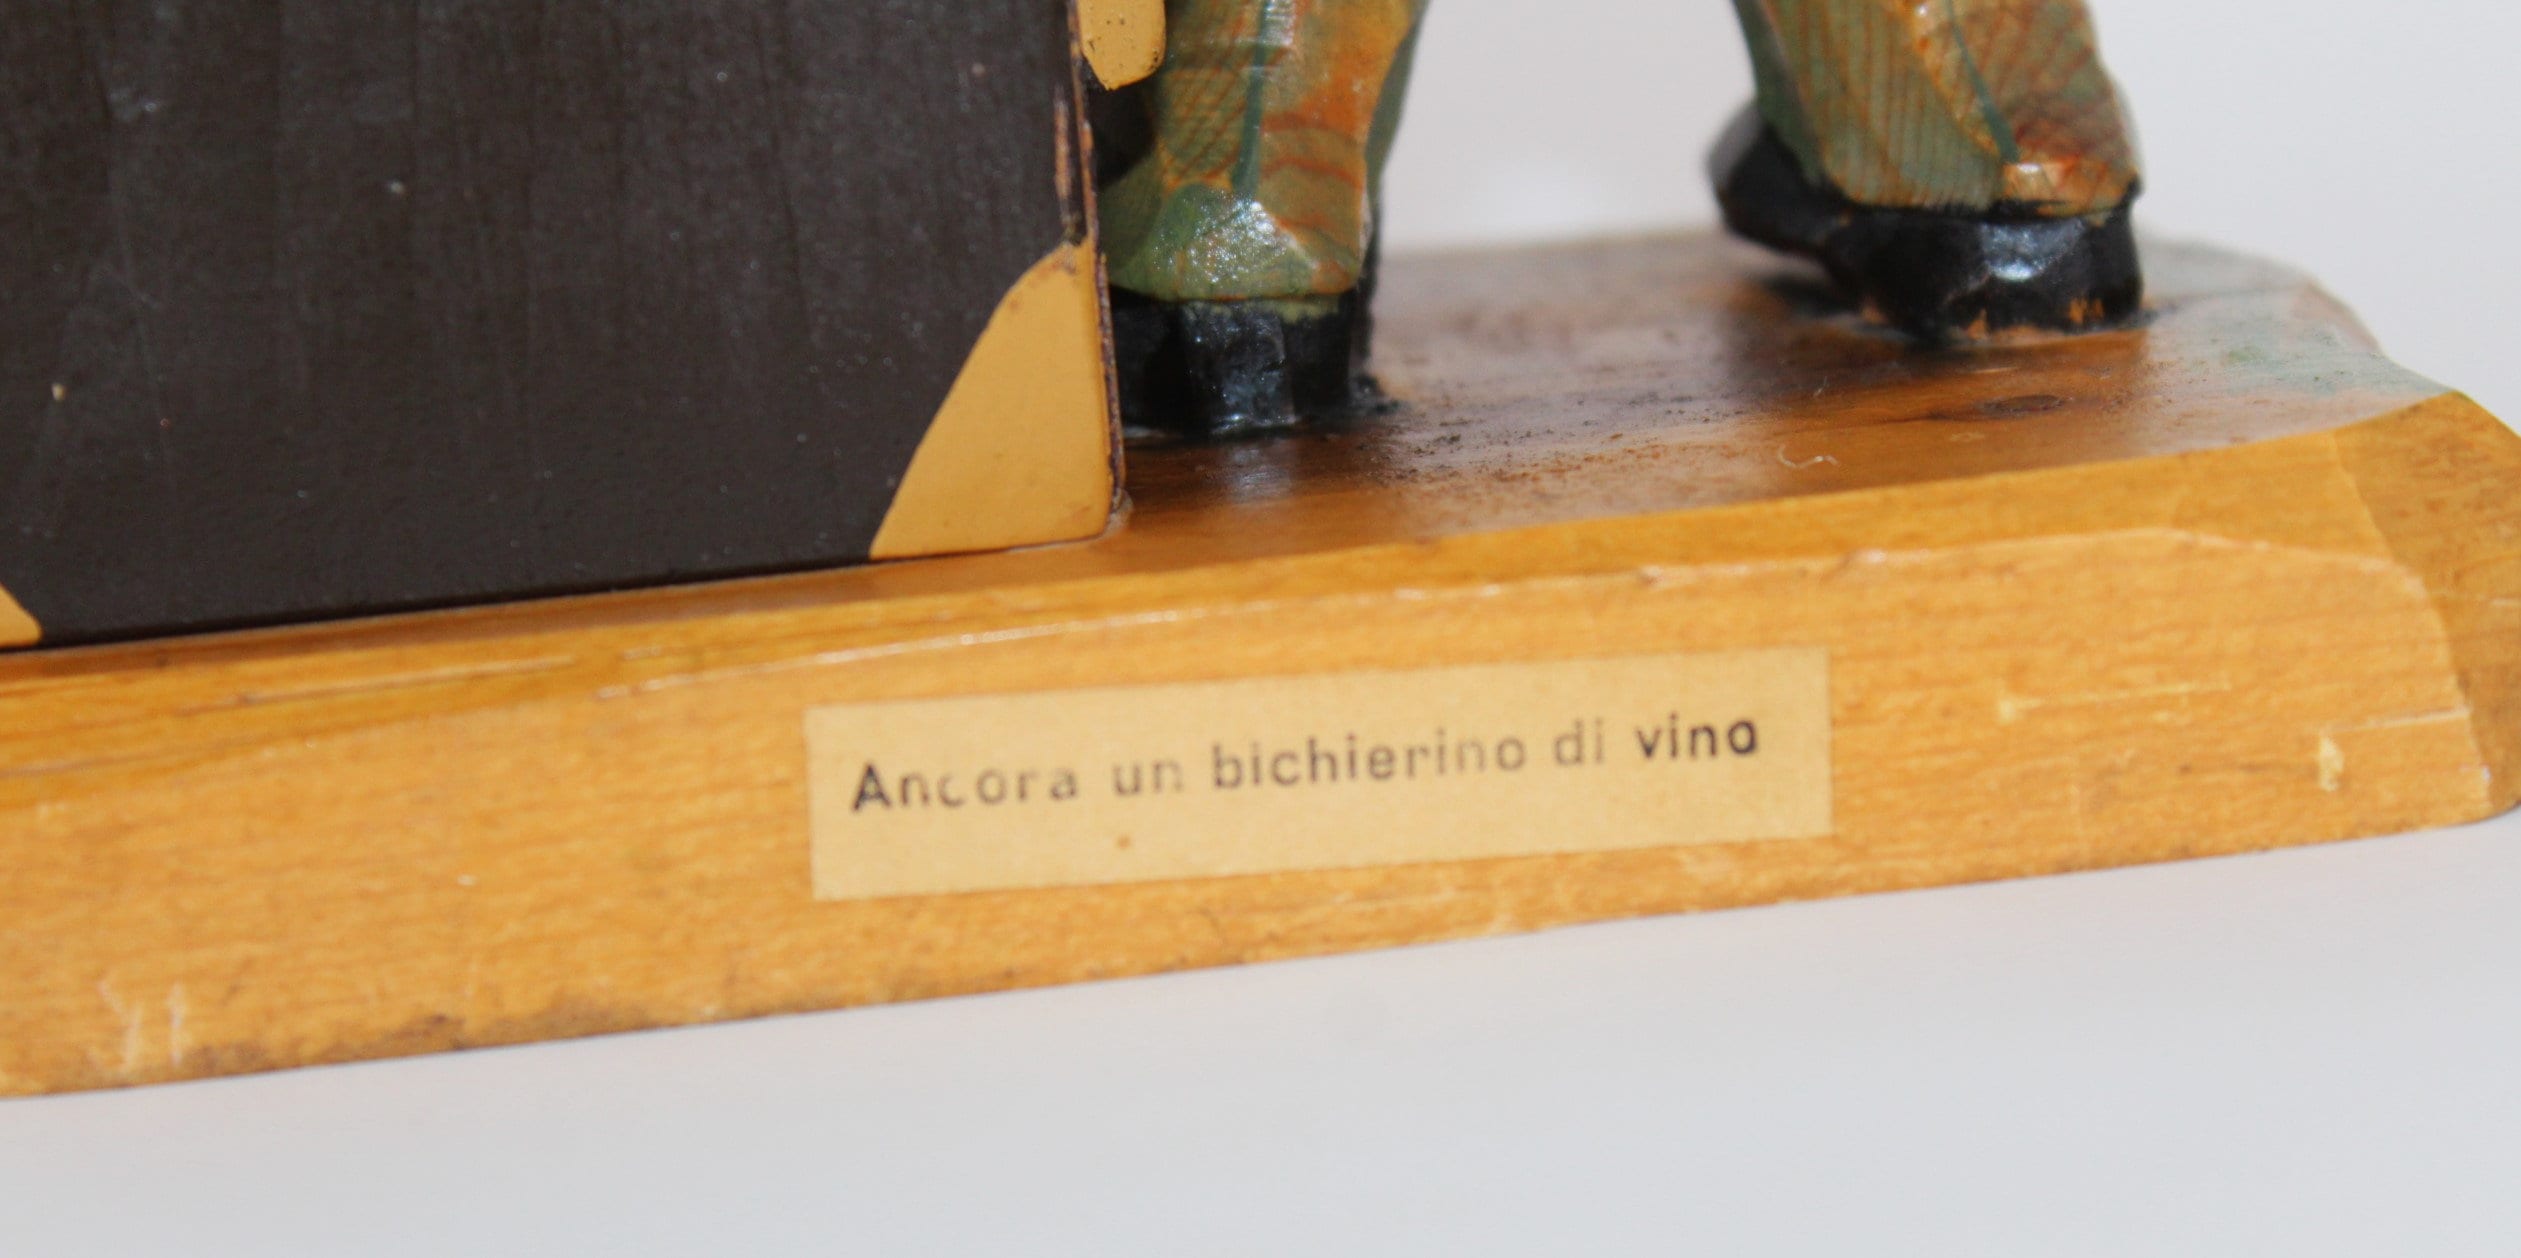 Ancora un bichierino di vino